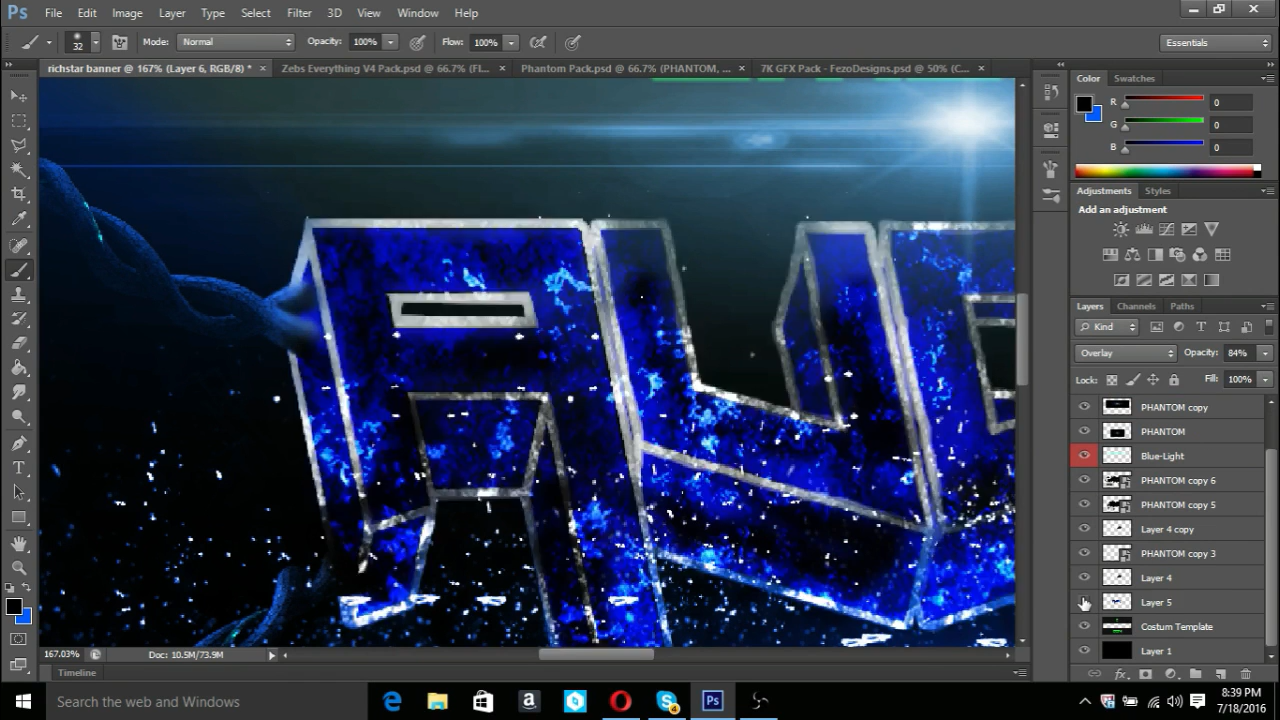 Ps File Edit Image Layer Type Select Filter 3D View Window Help
32 Mode: Normal Opacity: 100% Flow: 100% Essentials
richstar banner @ 167% (Layer 6, RGB/8) * × Zebs Everything V4 Pack.psd @ 66.7% (Fl... × Phantom Pack.psd @ 66.7% (PHANTOM, ... × 7K GFX Pack - FezoDesigns.psd @ 50% (C... ×
Color Swatches
R 0
G 0
B 0
Adjustments Styles
Add an adjustment
Layers Channels Paths
Kind
Overlay Opacity: 84%
Lock: Fill: 100%
PHANTOM copy
PHANTOM
Blue-Light
PHANTOM copy 6
PHANTOM copy 5
Layer 4 copy
PHANTOM copy 3
Layer 4
Layer 5
Costum Template
Layer 1
167.03% Doc: 10.5M/73.9M
Timeline
Search the web and Windows
4
Ps
8:39 PM
7/18/2016